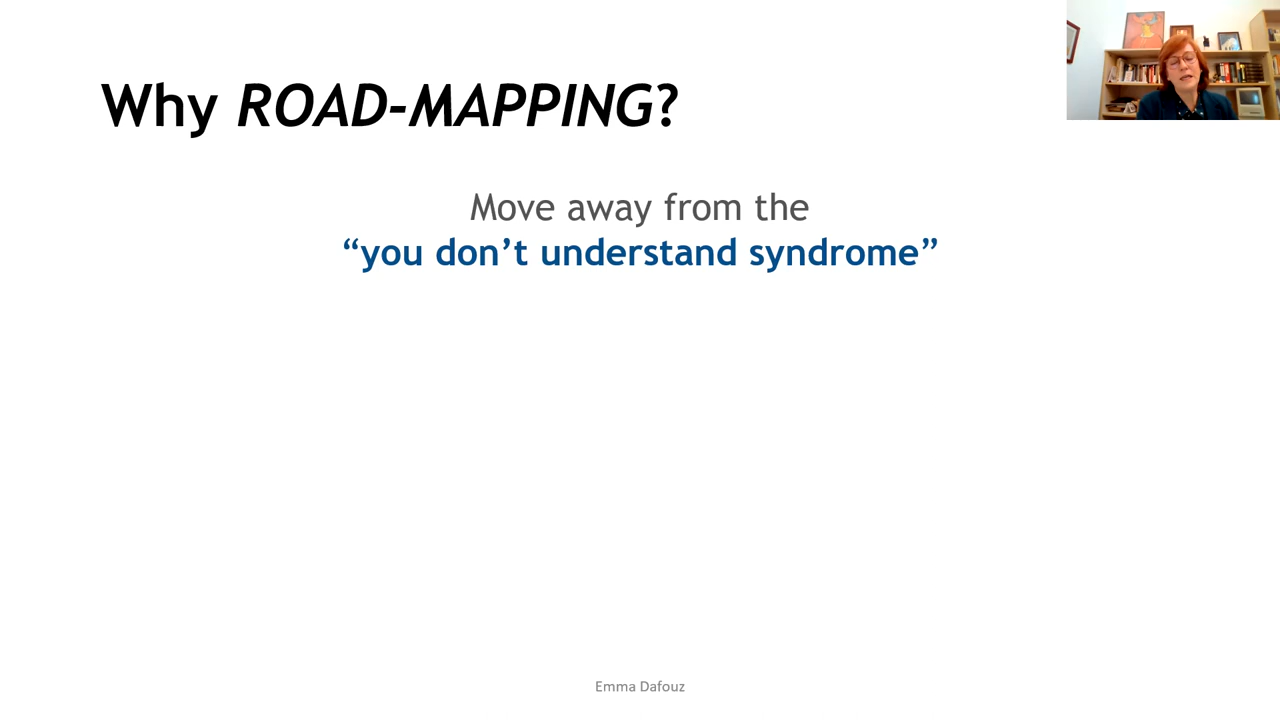 Why ROAD-MAPPING?
Move away from the
“you don’t understand syndrome”
Emma Dafouz